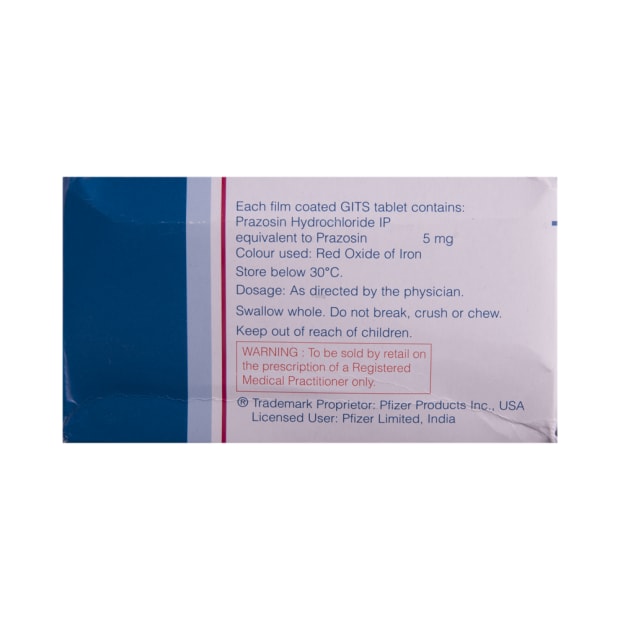 Each film coated GITS tablet contains:
Prazosin Hydrochloride IP
equivalent to Prazosin 5 mg
Colour used: Red Oxide of Iron
Store below 30°C.
Dosage: As directed by the physician.
Swallow whole. Do not break, crush or chew.
Keep out of reach of children.
WARNING : To be sold by retail on
the prescription of a Registered
Medical Practitioner only.
® Trademark Proprietor: Pfizer Products Inc., USA
Licensed User: Pfizer Limited, India